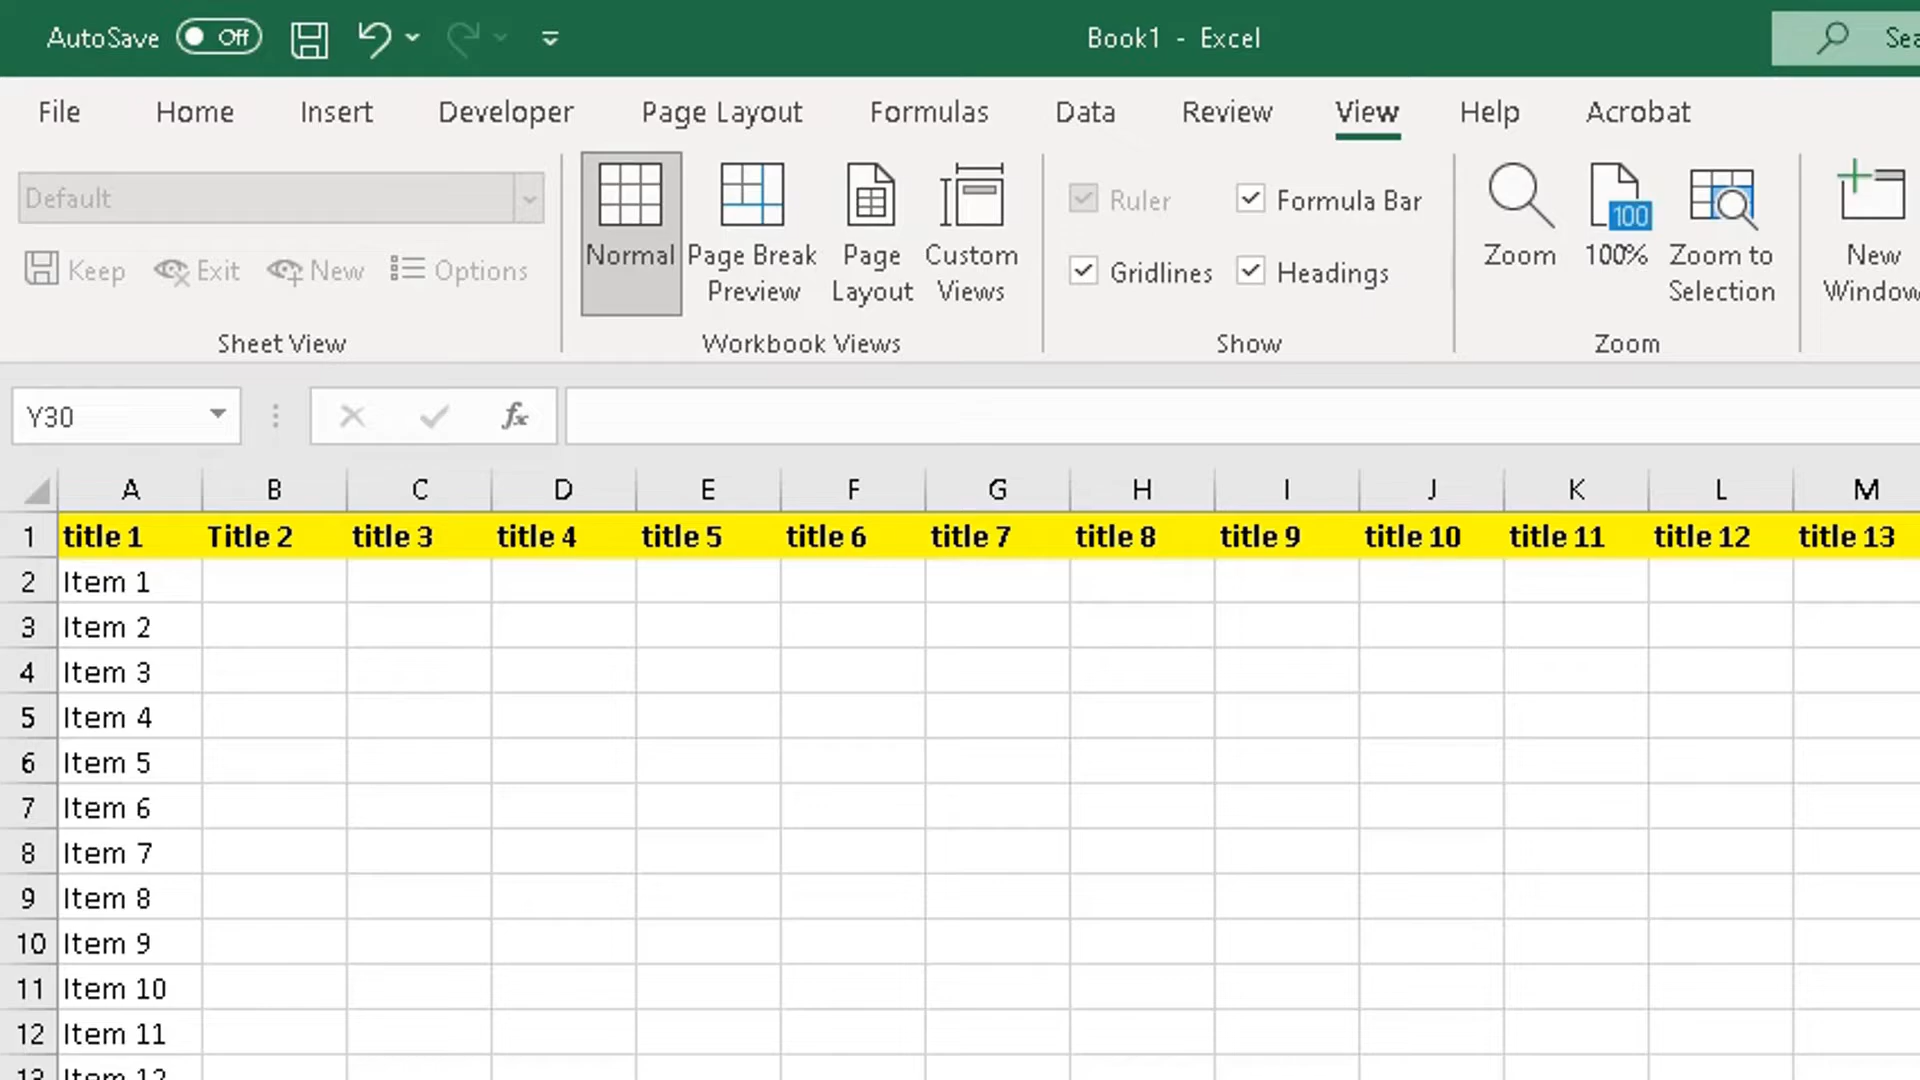 AutoSave Off Book1 - Excel
File Home Insert Developer Page Layout Formulas Data Review View Help Acrobat
Default
Keep Exit New Options
Sheet View
Normal Page Break Preview Page Layout Custom Views
Workbook Views
Ruler Formula Bar
Gridlines Headings
Show
Zoom 100% Zoom to Selection
100
Zoom
New Window
Y30 fx
A B C D E F G H I J K L M
1 title 1 Title 2 title 3 title 4 title 5 title 6 title 7 title 8 title 9 title 10 title 11 title 12 title 13
2 Item 1
3 Item 2
4 Item 3
5 Item 4
6 Item 5
7 Item 6
8 Item 7
9 Item 8
10 Item 9
11 Item 10
12 Item 11
13 Item 12